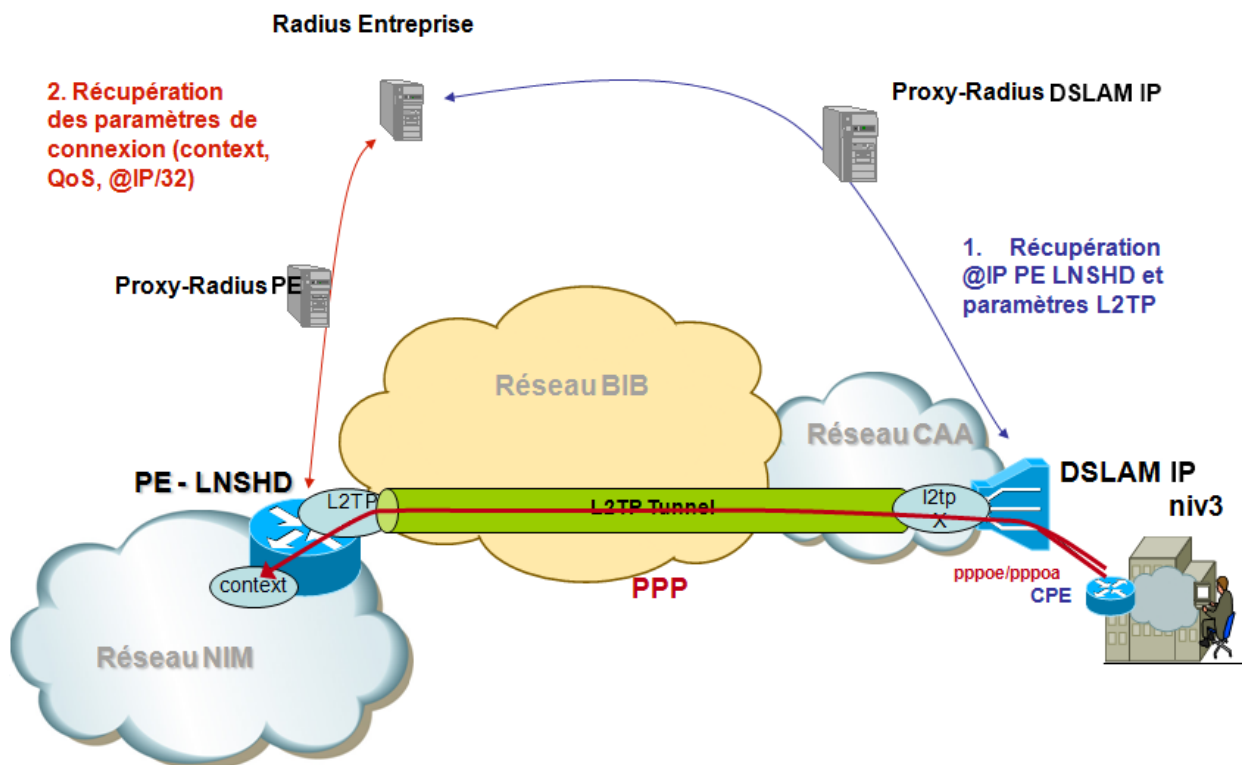 Radius Entreprise
2. Récupération
des paramètres de
connexion (context,
QoS, @IP/32)
Proxy-Radius DSLAM IP
1. Récupération
@IP PE LNSHD et
paramètres L2TP
Proxy-Radius PE
Réseau BIB
Réseau CAA
PE - LNSHD
DSLAM IP
niv3
L2TP
L2TP Tunnel
l2tp
X
context
PPP
pppoe/pppoa
CPE
Réseau NIM